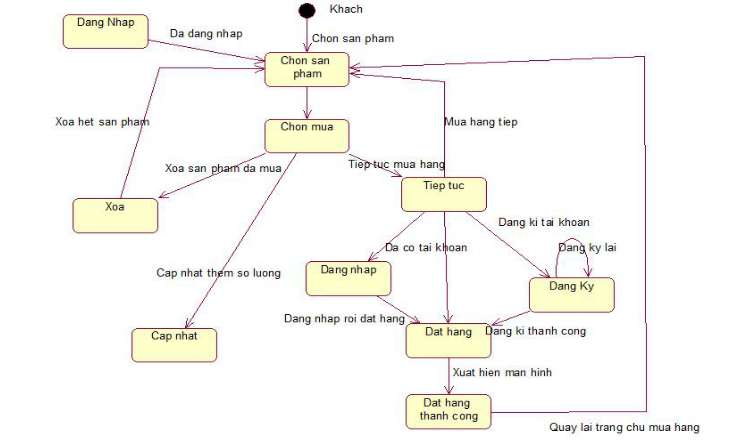 Khach
Dang Nhap
Da dang nhap
Chon san pham
Chon san
pham
Xoa het san pham
Chon mua
Mua hang tiep
Xoa san pham da mua
Tiep tuc mua hang
Tiep tuc
Xoa
Dang ki tai khoan
Da co tai khoan
Dang ky lai
Cap nhat them so luong
Dang nhap
Dang Ky
Dang nhap roi dat hang
Dat hang
Dang ki thanh cong
Cap nhat
Xuat hien man hinh
Dat hang
thanh cong
Quay lai trang chu mua hang